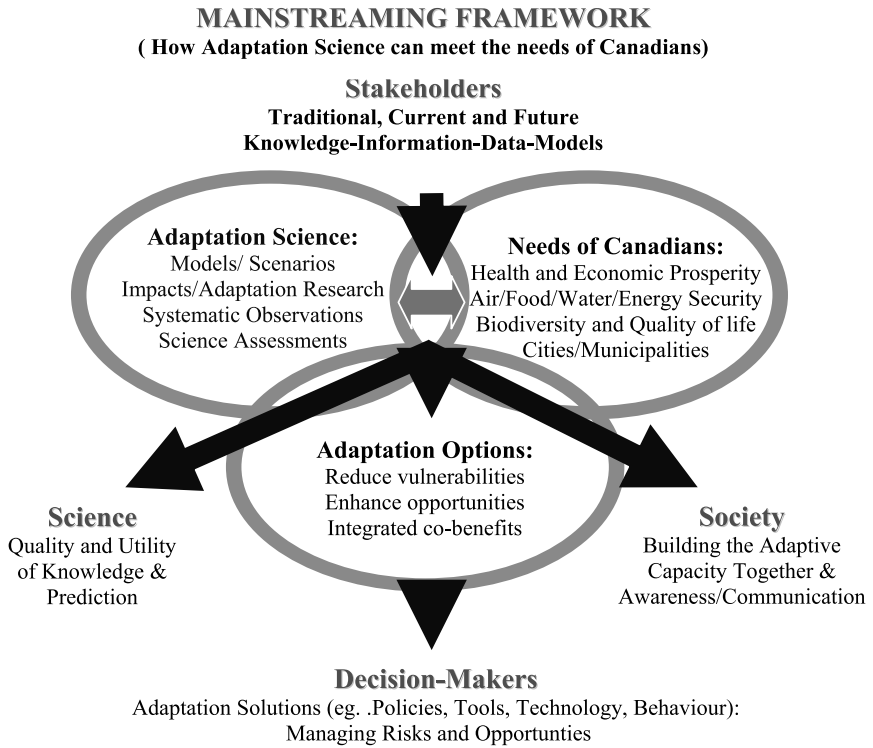 MAINSTREAMING FRAMEWORK
( How Adaptation Science can meet the needs of Canadians)
Stakeholders
Traditional, Current and Future
Knowledge-Information-Data-Models
Adaptation Science:
Models/ Scenarios
Impacts/Adaptation Research
Systematic Observations
Science Assessments
Needs of Canadians:
Health and Economic Prosperity
Air/Food/Water/Energy Security
Biodiversity and Quality of life
Cities/Municipalities
Adaptation Options:
Reduce vulnerabilities
Enhance opportunities
Integrated co-benefits
Science
Quality and Utility
of Knowledge &
Prediction
Society
Building the Adaptive
Capacity Together &
Awareness/Communication
Decision-Makers
Adaptation Solutions (eg. .Policies, Tools, Technology, Behaviour):
Managing Risks and Opportunties